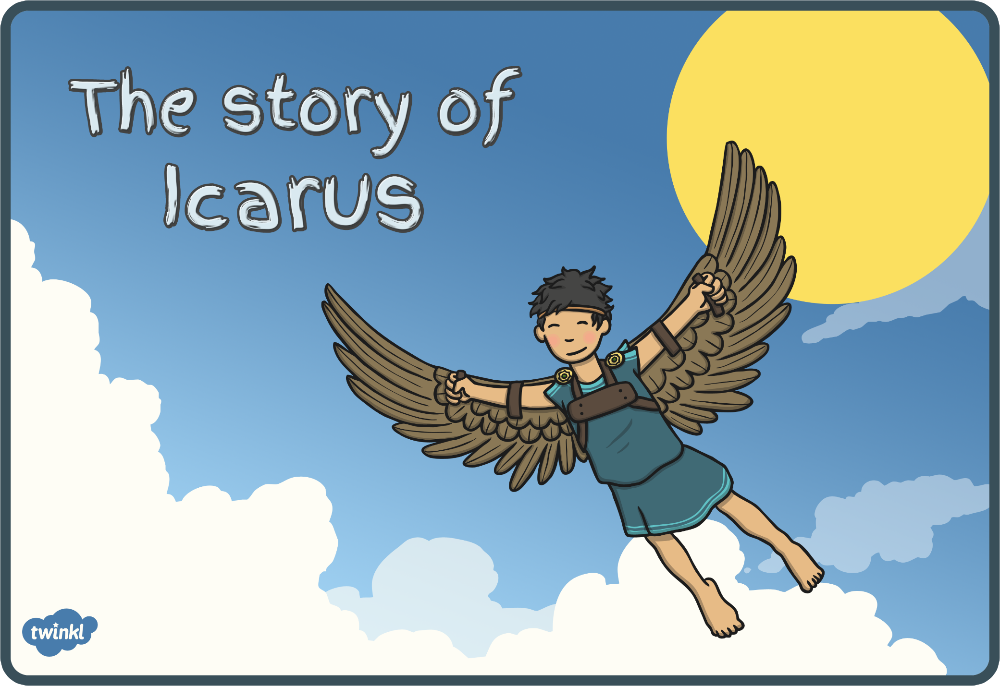 The story of
Icarus
twinkl